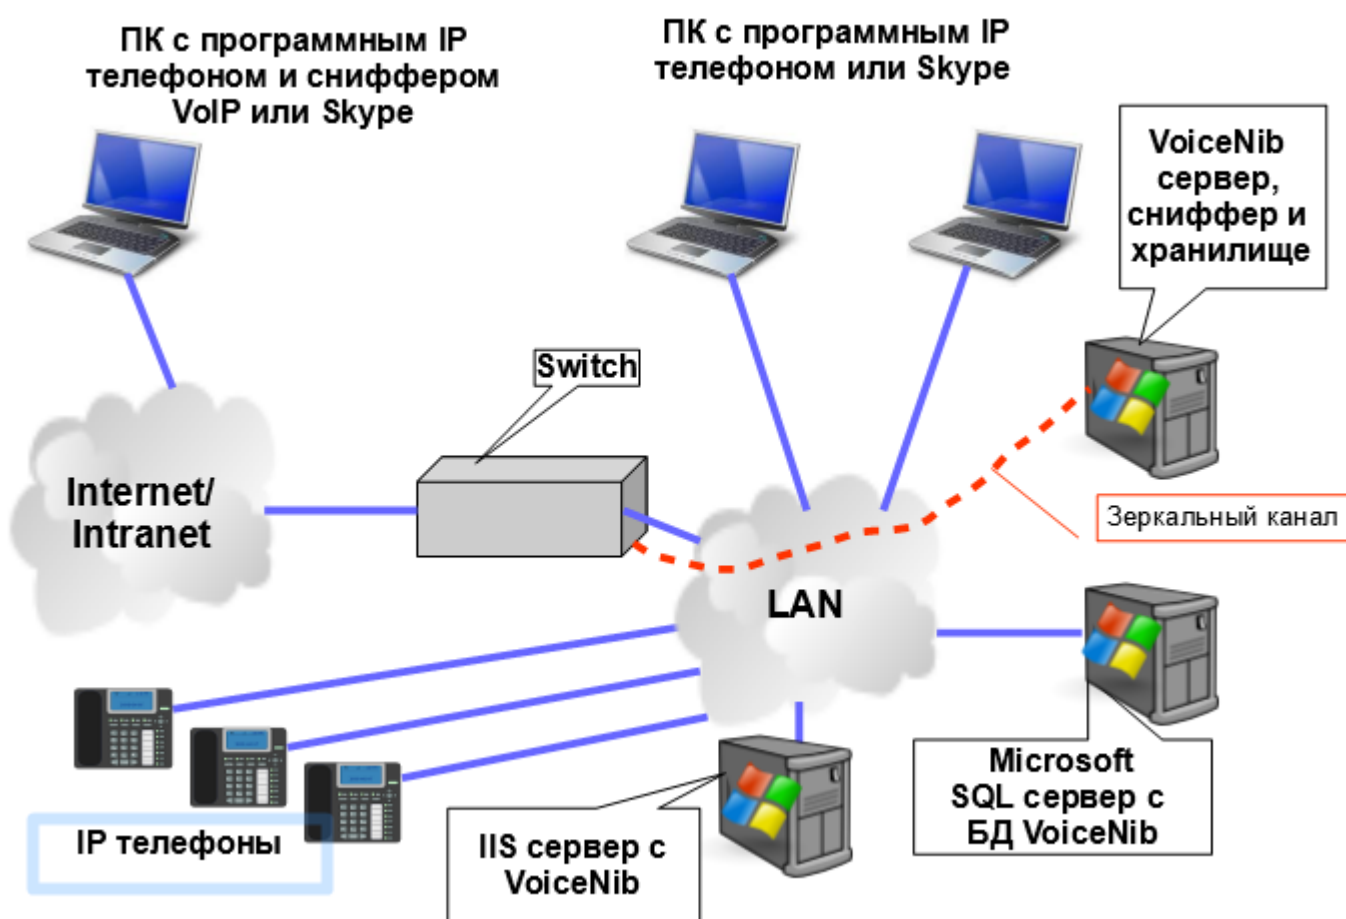 ПК с программным IP
телефоном и сниффером
VoIP или Skype
ПК с программным IP
телефоном или Skype
VoiceNib
сервер,
сниффер и
хранилище
Switch
Internet/
Intranet
Зеркальный канал
LAN
IP телефоны
IIS сервер с
VoiceNib
Microsoft
SQL сервер с
БД VoiceNib